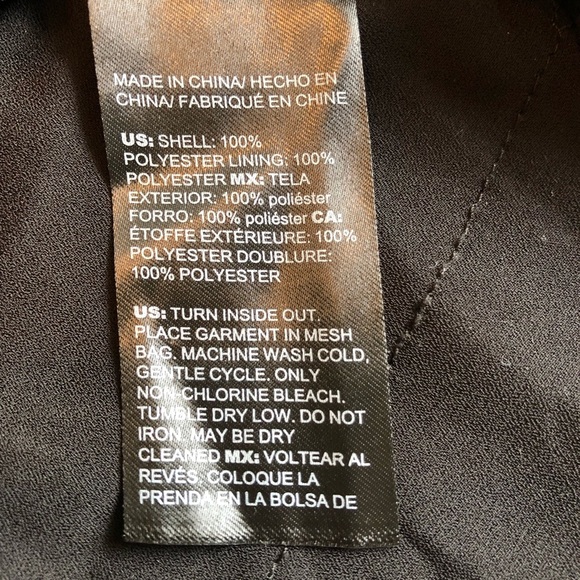 MADE IN CHINA/ HECHO EN
CHINA/ FABRIQUÉ EN CHINE
US: SHELL: 100%
POLYESTER LINING: 100%
POLYESTER MX: TELA
EXTERIOR: 100% poliéster
FORRO: 100% poliéster CA:
ÉTOFFE EXTÉRIEURE: 100%
POLYESTER DOUBLURE:
100% POLYESTER
US: TURN INSIDE OUT.
PLACE GARMENT IN MESH
BAG. MACHINE WASH COLD,
GENTLE CYCLE. ONLY
NON-CHLORINE BLEACH.
TUMBLE DRY LOW. DO NOT
IRON. MAY BE DRY
CLEANED MX: VOLTEAR AL
REVÉS. COLOQUE LA
PRENDA EN LA BOLSA DE